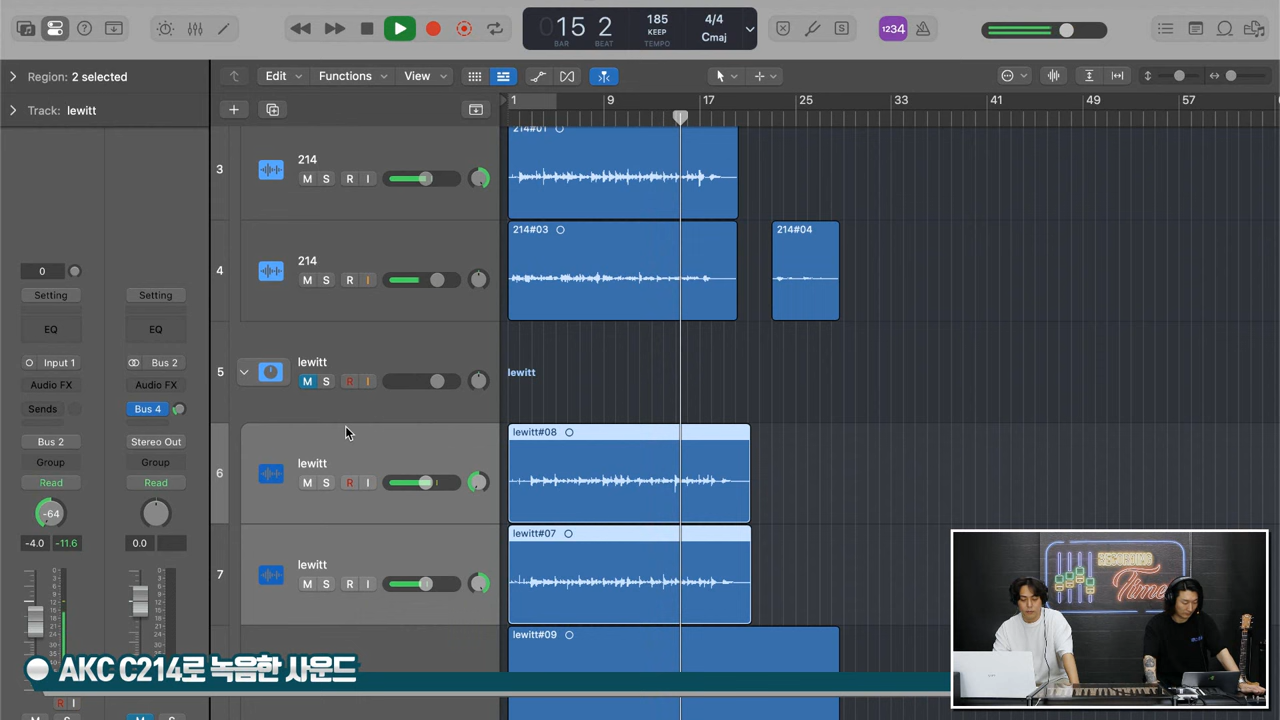 15 2
BAR BEAT
185
KEEP
TEMPO
4/4
Cmaj
1234
S
Region: 2 selected
Edit
Functions
View
Track: lewitt
1
9
17
25
33
41
49
57
214#01
3
214
M S R I
4
214
M S R I
214#03
214#04
5
lewitt
M S R I
lewitt
6
lewitt
M S R I
lewitt#08
7
lewitt
M S R I
lewitt#07
lewitt#09
0
Setting
Setting
EQ
EQ
Input 1
Bus 2
Audio FX
Audio FX
Sends
Bus 4
Bus 2
Stereo Out
Group
Group
Read
Read
-64
-4.0
-11.6
0.0
R I
RECORDING
Time
AKC C214로 녹음한 사운드